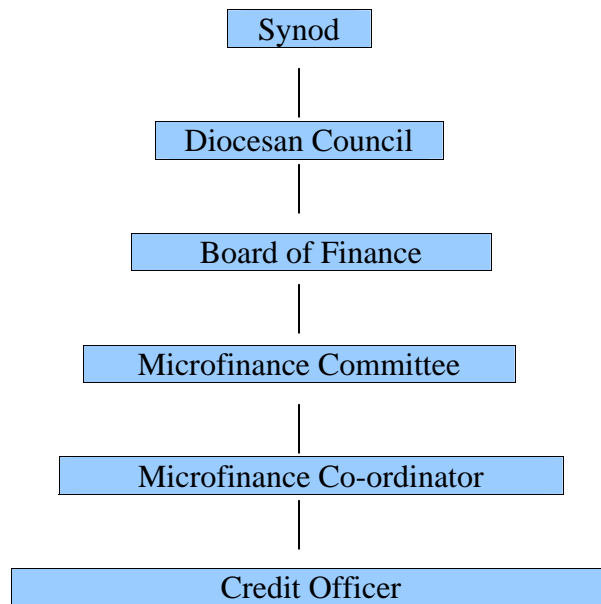 Synod
Diocesan Council
Board of Finance
Microfinance Committee
Microfinance Co-ordinator
Credit Officer